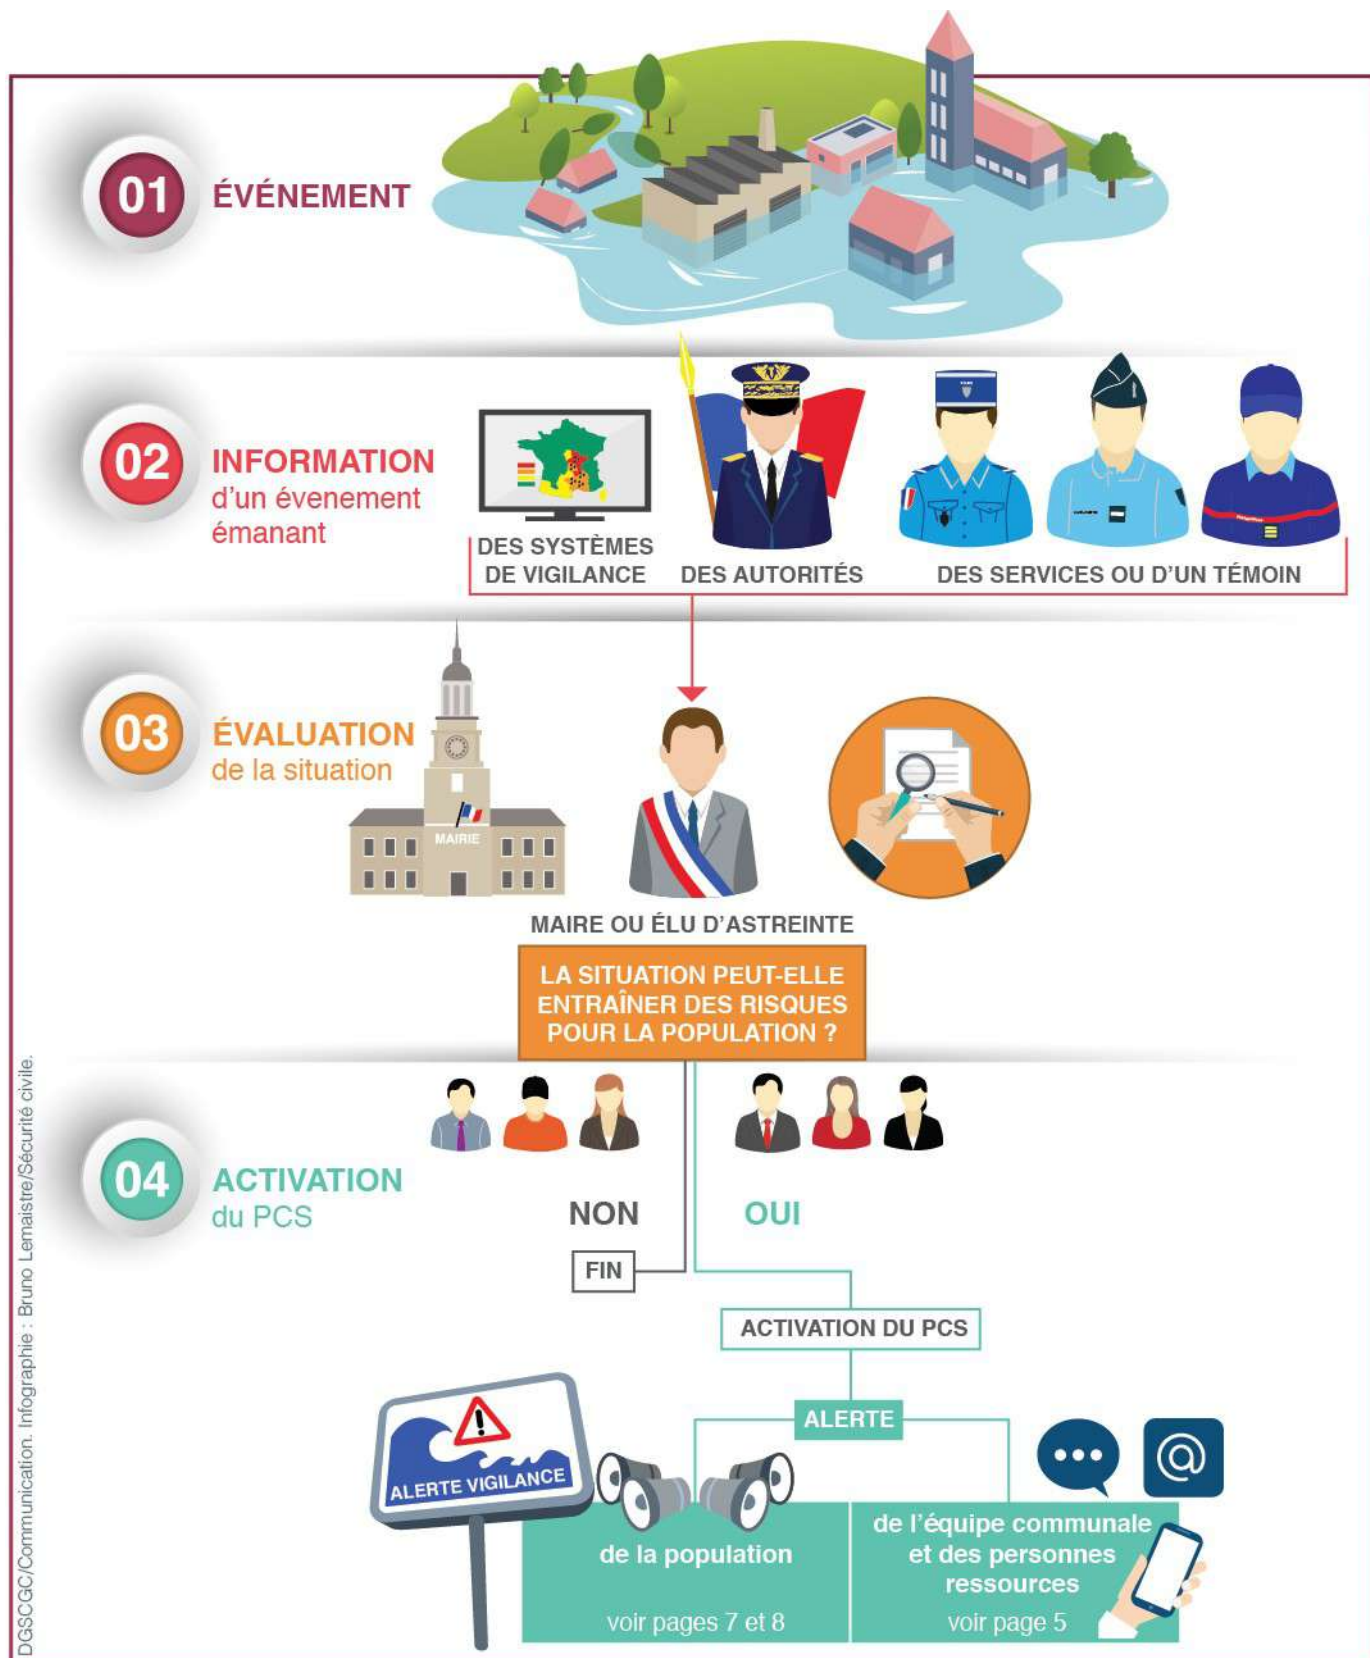 01
ÉVÉNEMENT
02
INFORMATION
d'un évenement
émanant
DES SYSTÈMES
DE VIGILANCE
DES AUTORITÉS
DES SERVICES OU D'UN TÉMOIN
03
ÉVALUATION
de la situation
MAIRIE
MAIRE OU ÉLU D'ASTREINTE
LA SITUATION PEUT-ELLE
ENTRAÎNER DES RISQUES
POUR LA POPULATION ?
04
ACTIVATION
du PCS
NON
OUI
FIN
ACTIVATION DU PCS
ALERTE
ALERTE VIGILANCE
de la population
voir pages 7 et 8
de l'équipe communale
et des personnes
ressources
voir page 5
DGSCGC/Communication. Infographie : Bruno Lemaistre/Sécurité civile.